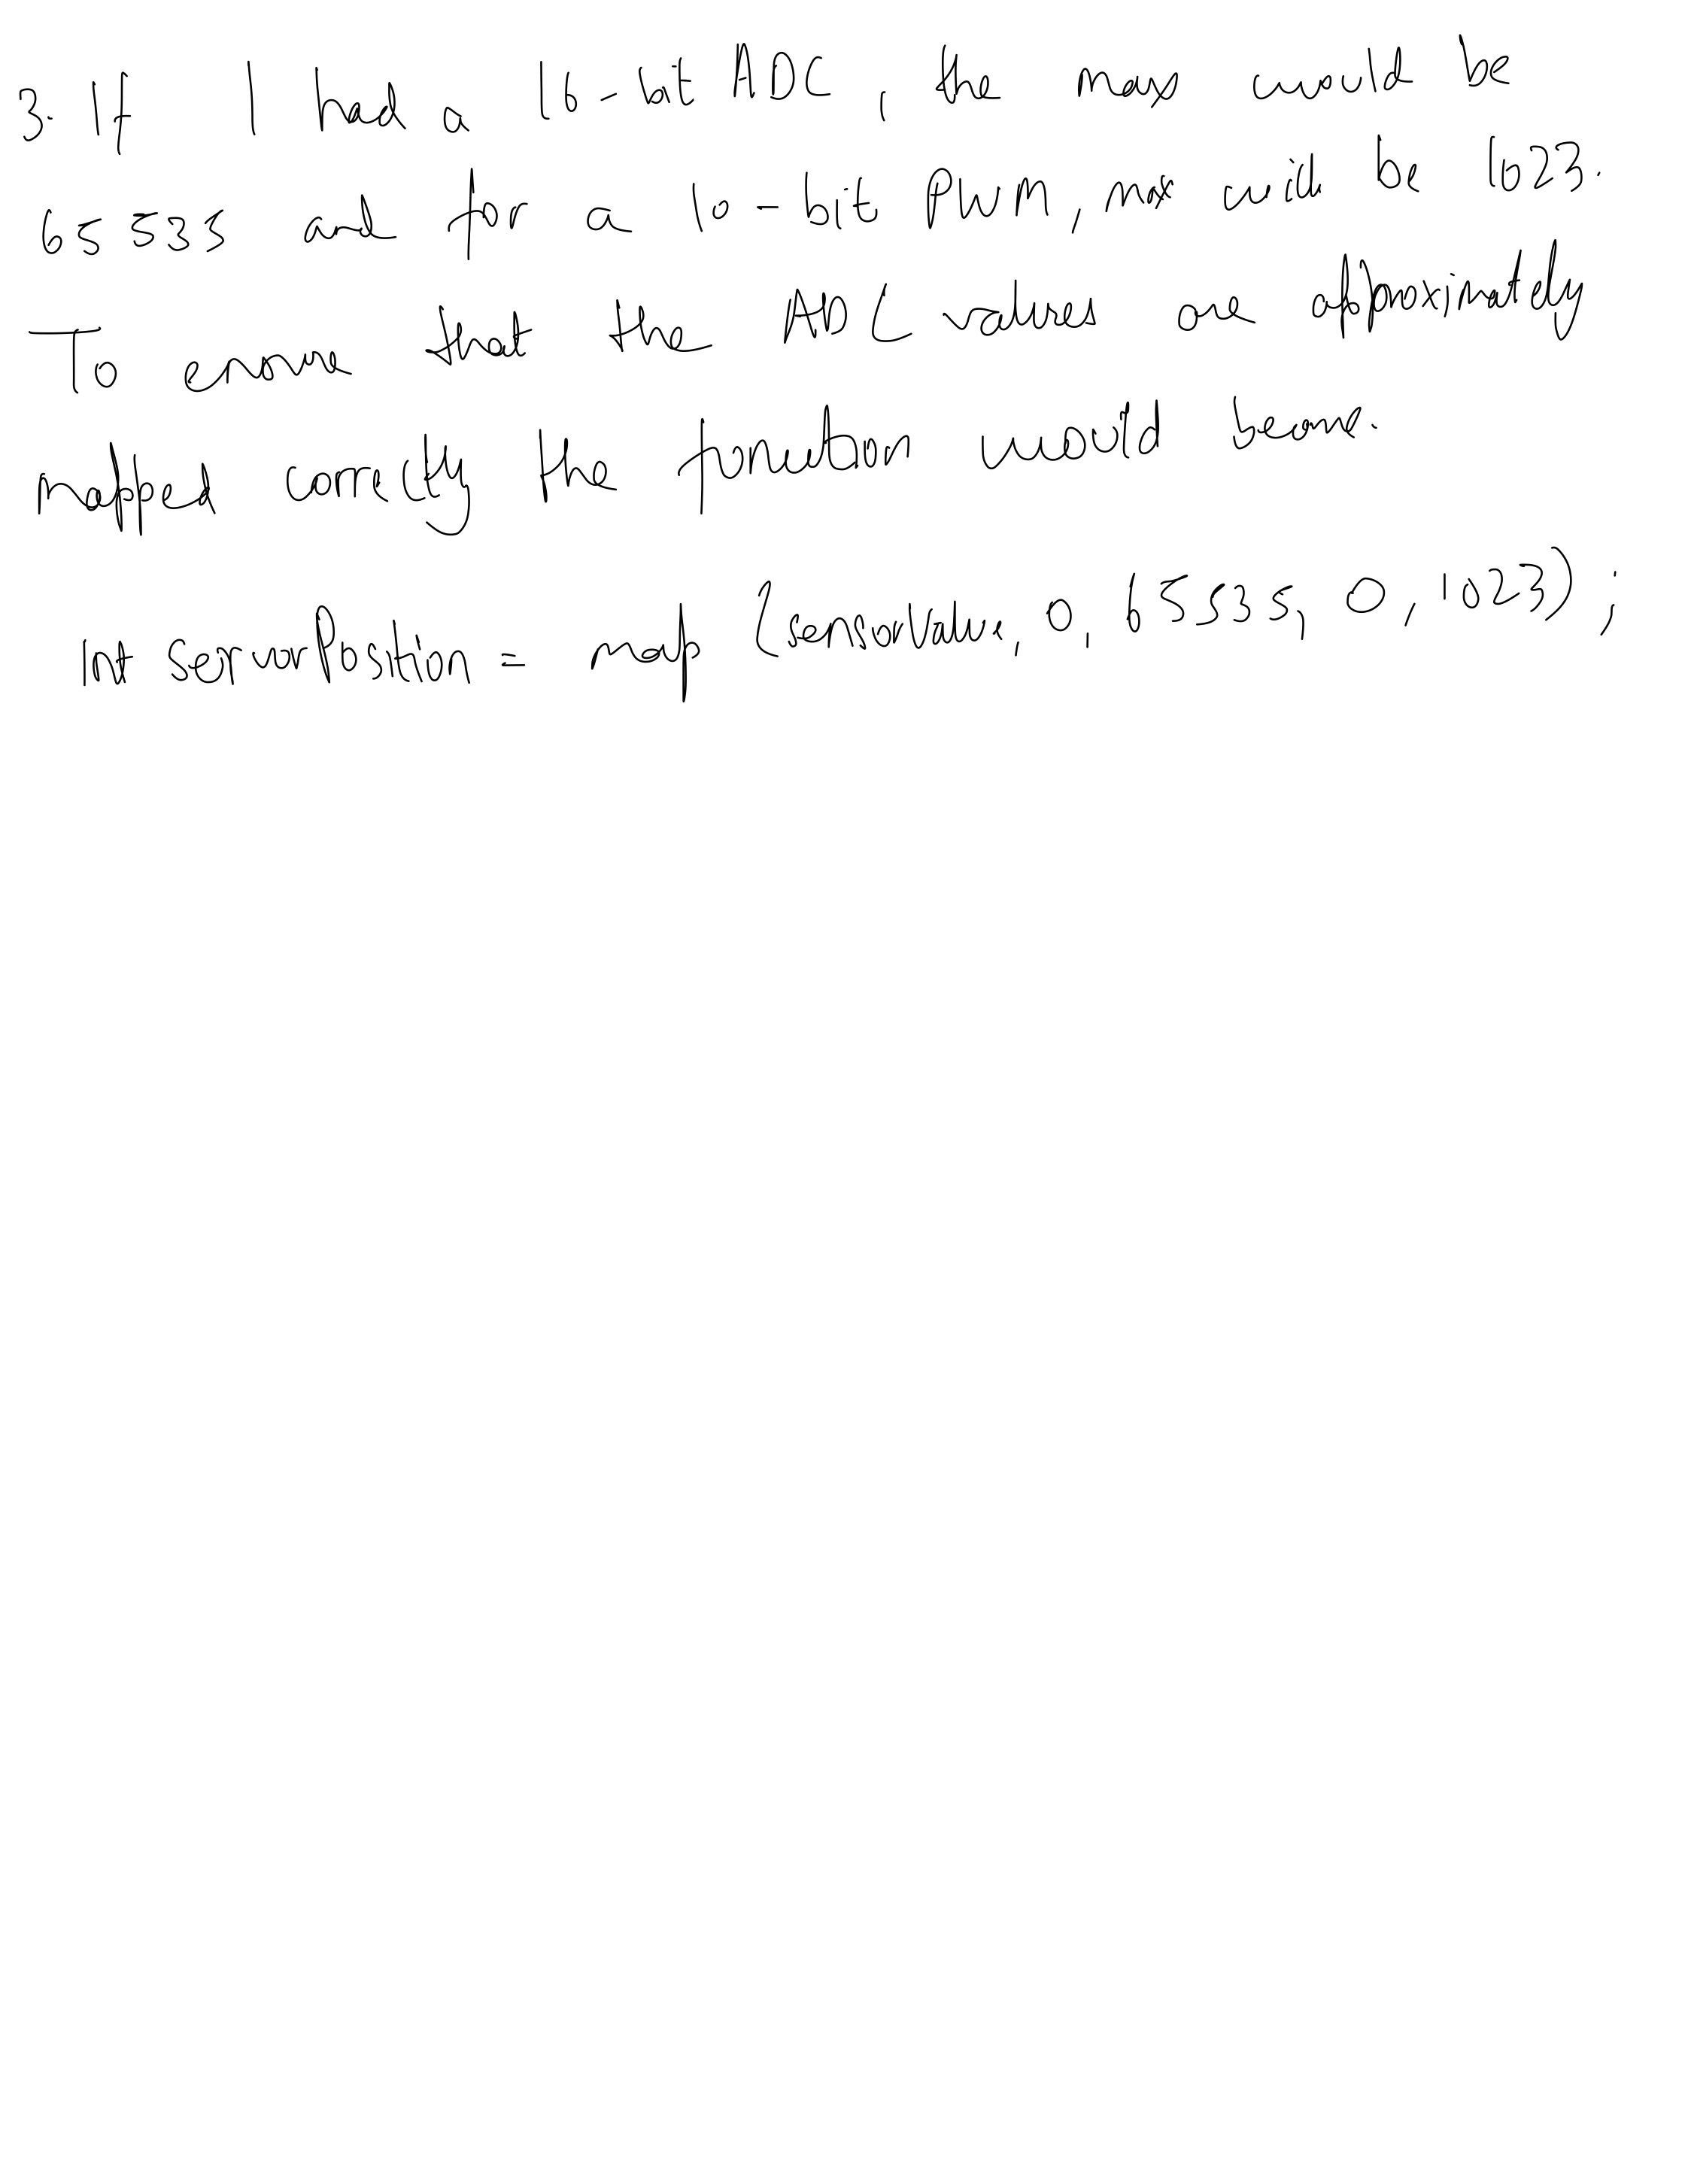 3. If I had a 16-bit ADC, the max would be
65535 and for a 10-bit PWM, max will be 1023.
To ensure that the ADC values are approximately
mapped correctly the function would become.
int servoPosition = map (sensorValue, 0, 65535, 0, 1023);